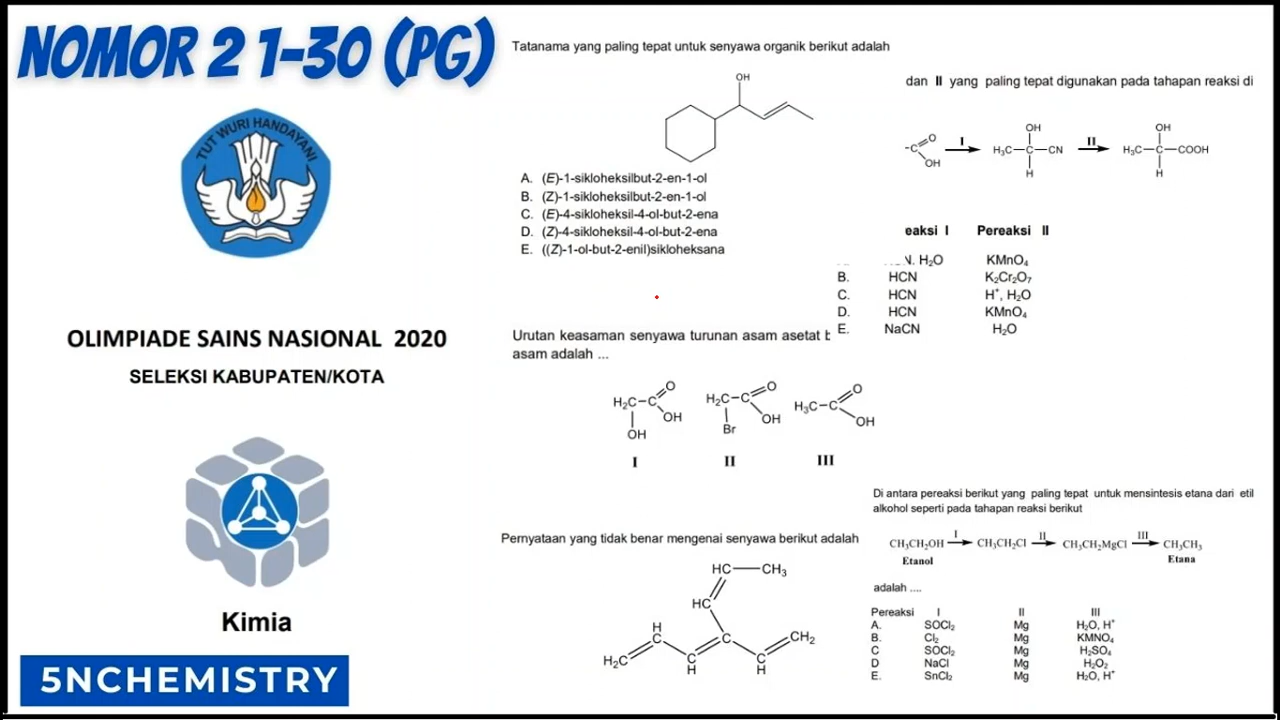 NOMOR 2 1-30 (PG)
TUT WURI HANDAYANI
OLIMPIADE SAINS NASIONAL 2020
SELEKSI KABUPATEN/KOTA
Kimia
5NCHEMISTRY
Tatanama yang paling tepat untuk senyawa organik berikut adalah
OH
A. (E)-1-sikloheksilbut-2-en-1-ol
B. (Z)-1-sikloheksilbut-2-en-1-ol
C. (E)-4-sikloheksil-4-ol-but-2-ena
D. (Z)-4-sikloheksil-4-ol-but-2-ena
E. ((Z)-1-ol-but-2-enil)sikloheksana
dan II yang paling tepat digunakan pada tahapan reaksi di
OH OH
-C O OH I H₃C—C—CN II H₃C—C—COOH
H H
eaksi I Pereaksi II
. H₂O KMnO₄
B. HCN K₂Cr₂O₇
C. HCN H⁺, H₂O
D. HCN KMnO₄
E. NaCN H₂O
Urutan keasaman senyawa turunan asam asetat b
asam adalah ...
H₂C—C O OH OH
H₂C—C O OH Br
H₃C—C O OH
I II III
Pernyataan yang tidak benar mengenai senyawa berikut adalah
HC—CH₃
HC
H
H₂C C C C C CH₂
H H
Di antara pereaksi berikut yang paling tepat untuk mensintesis etana dari etil
alkohol seperti pada tahapan reaksi berikut
CH₃CH₂OH I CH₃CH₂Cl II CH₃CH₂MgCl III CH₃CH₃
Etanol Etana
adalah ....
Pereaksi I II III
A. SOCl₂ Mg H₂O, H⁺
B. Cl₂ Mg KMNO₄
C SOCl₂ Mg H₂SO₄
D NaCl Mg H₂O₂
E. SnCl₂ Mg H₂O, H⁺